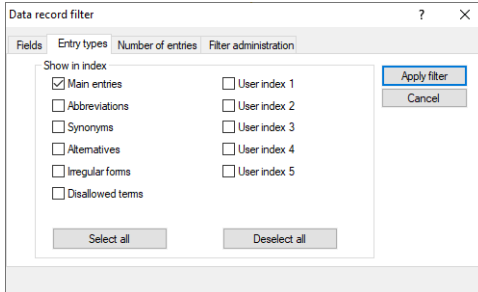 Data record filter ? ×
Fields Entry types Number of entries Filter administration
Show in index
Main entries User index 1
Abbreviations User index 2
Synonyms User index 3
Alternatives User index 4
Irregular forms User index 5
Disallowed terms
Select all Deselect all
Apply filter
Cancel